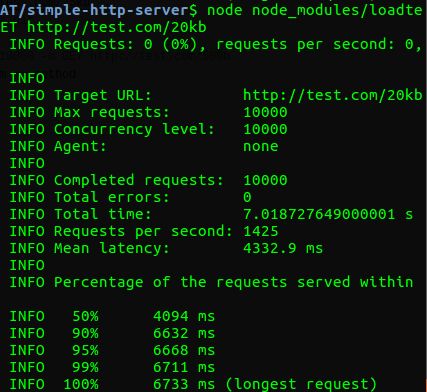 AT/simple-http-server$ node node_modules/loadte
ET http://test.com/20kb
INFO Requests: 0 (0%), requests per second: 0,
INFO
INFO Target URL: http://test.com/20kb
INFO Max requests: 10000
INFO Concurrency level: 10000
INFO Agent: none
INFO
INFO Completed requests: 10000
INFO Total errors: 0
INFO Total time: 7.018727649000001 s
INFO Requests per second: 1425
INFO Mean latency: 4332.9 ms
INFO
INFO Percentage of the requests served within
INFO 50% 4094 ms
INFO 90% 6632 ms
INFO 95% 6668 ms
INFO 99% 6711 ms
INFO 100% 6733 ms (longest request)